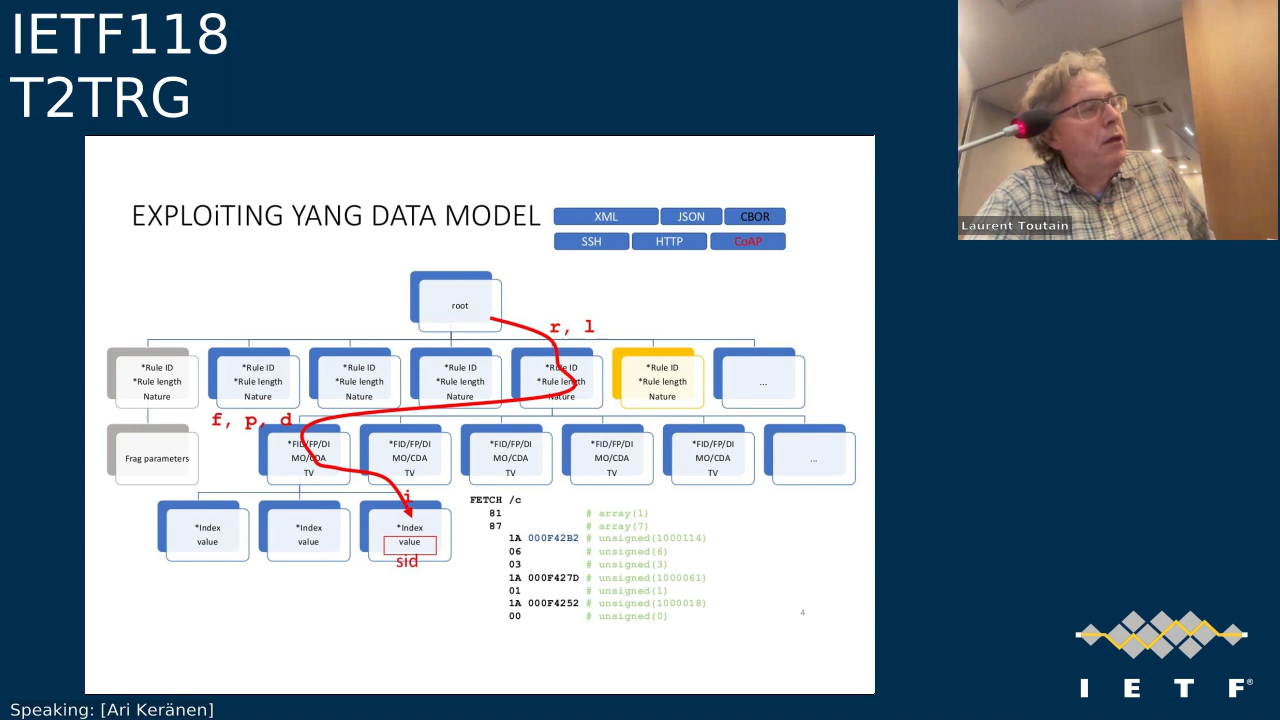 IETF118
T2TRG
Laurent Toutain
EXPLOiTING YANG DATA MODEL
XML JSON CBOR
SSH HTTP CoAP
root
r, l
*Rule ID *Rule ID *Rule ID *Rule ID *Rule ID *Rule ID
*Rule length *Rule length *Rule length *Rule length *Rule length *Rule length ...
Nature Nature Nature Nature Nature Nature
f, p, d
*FID/FP/DI *FID/FP/DI *FID/FP/DI *FID/FP/DI *FID/FP/DI
Frag parameters MO/CDA MO/CDA MO/CDA MO/CDA MO/CDA ...
TV TV TV TV TV
i
*Index *Index *Index
value value value
sid
FETCH /c
81 # array(1)
87 # array(7)
1A 000F42B2 # unsigned(1000114)
06 # unsigned(6)
03 # unsigned(3)
1A 000F427D # unsigned(1000061)
01 # unsigned(1)
1A 000F4252 # unsigned(1000018)
00 # unsigned(0)
4
I E T F®
Speaking: [Ari Keränen]